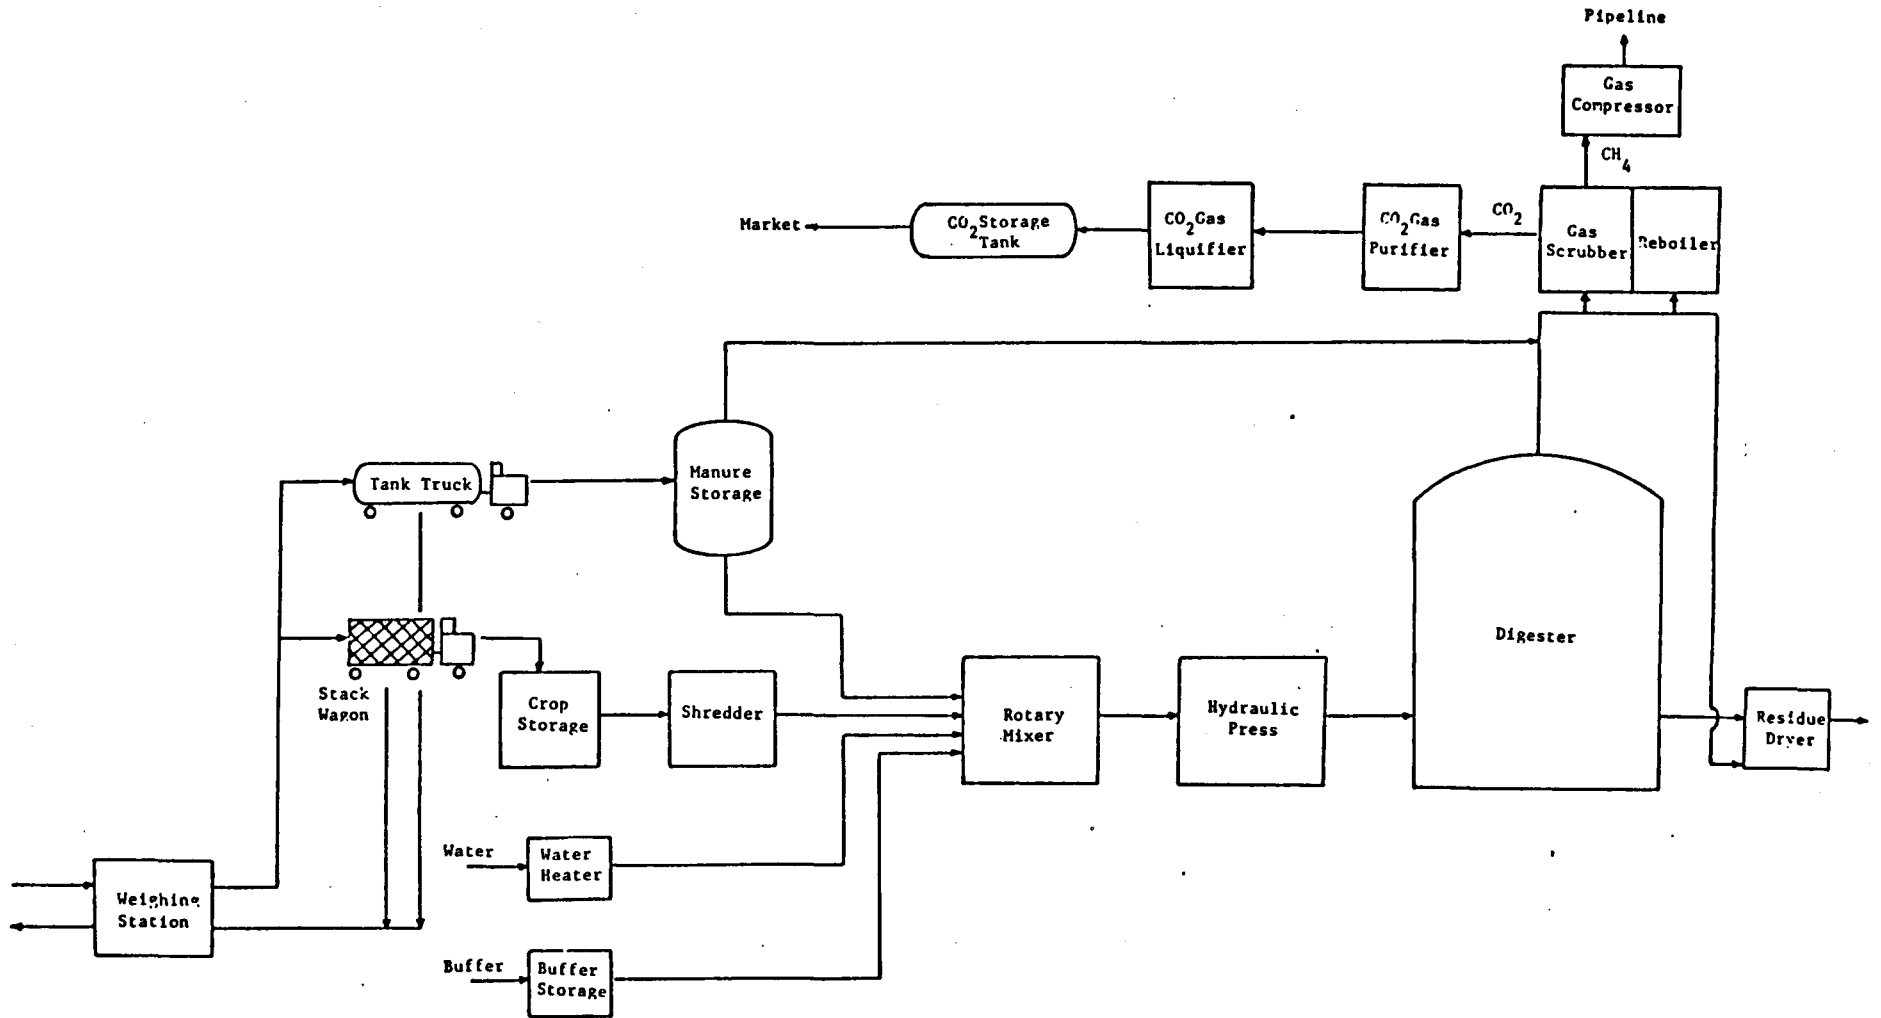 Pipeline
Gas
Compressor
CH4
Market
CO2 Storage
Tank
CO2 Gas
Liquifier
CO2 Gas
Purifier
CO2
Gas
Scrubber
Reboiler
Tank Truck
Manure
Storage
Stack
Wagon
Crop
Storage
Shredder
Rotary
Mixer
Hydraulic
Press
Digester
Residue
Dryer
Weighing
Station
Water
Water
Heater
Buffer
Buffer
Storage